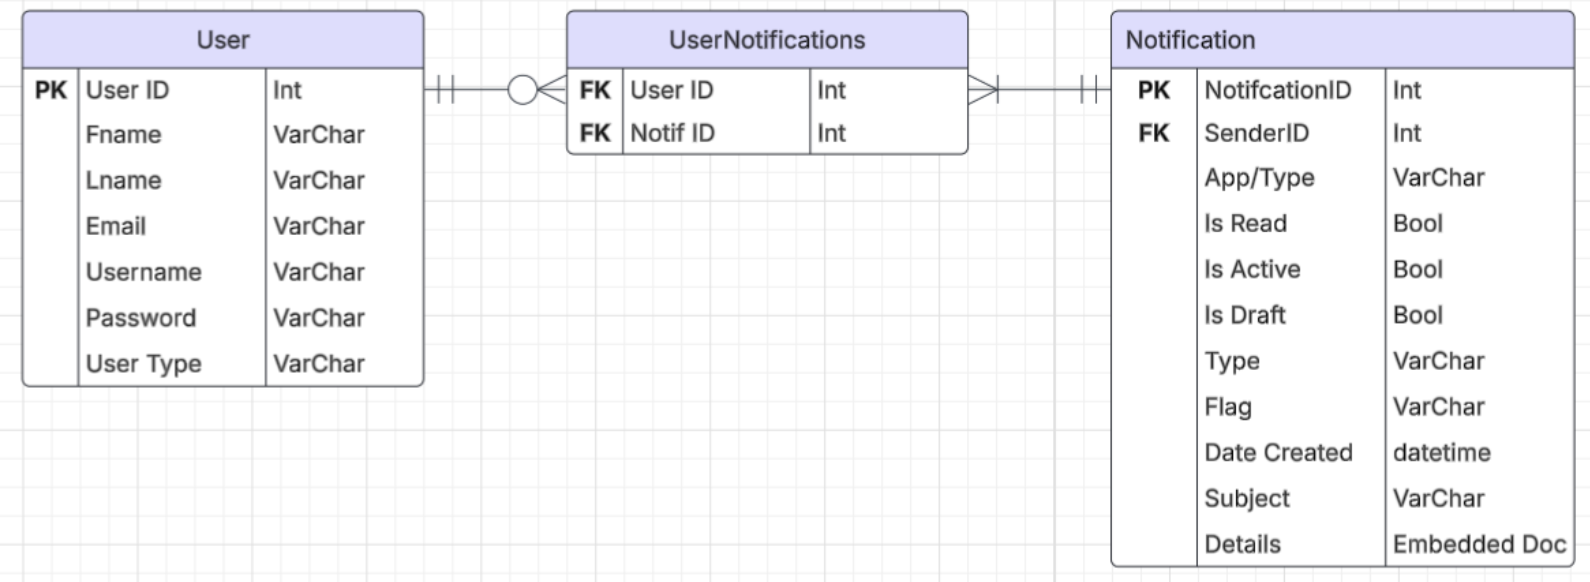 User
PK User ID Int
Fname VarChar
Lname VarChar
Email VarChar
Username VarChar
Password VarChar
User Type VarChar
UserNotifications
FK User ID Int
FK Notif ID Int
Notification
PK NotifcationID Int
FK SenderID Int
App/Type VarChar
Is Read Bool
Is Active Bool
Is Draft Bool
Type VarChar
Flag VarChar
Date Created datetime
Subject VarChar
Details Embedded Doc